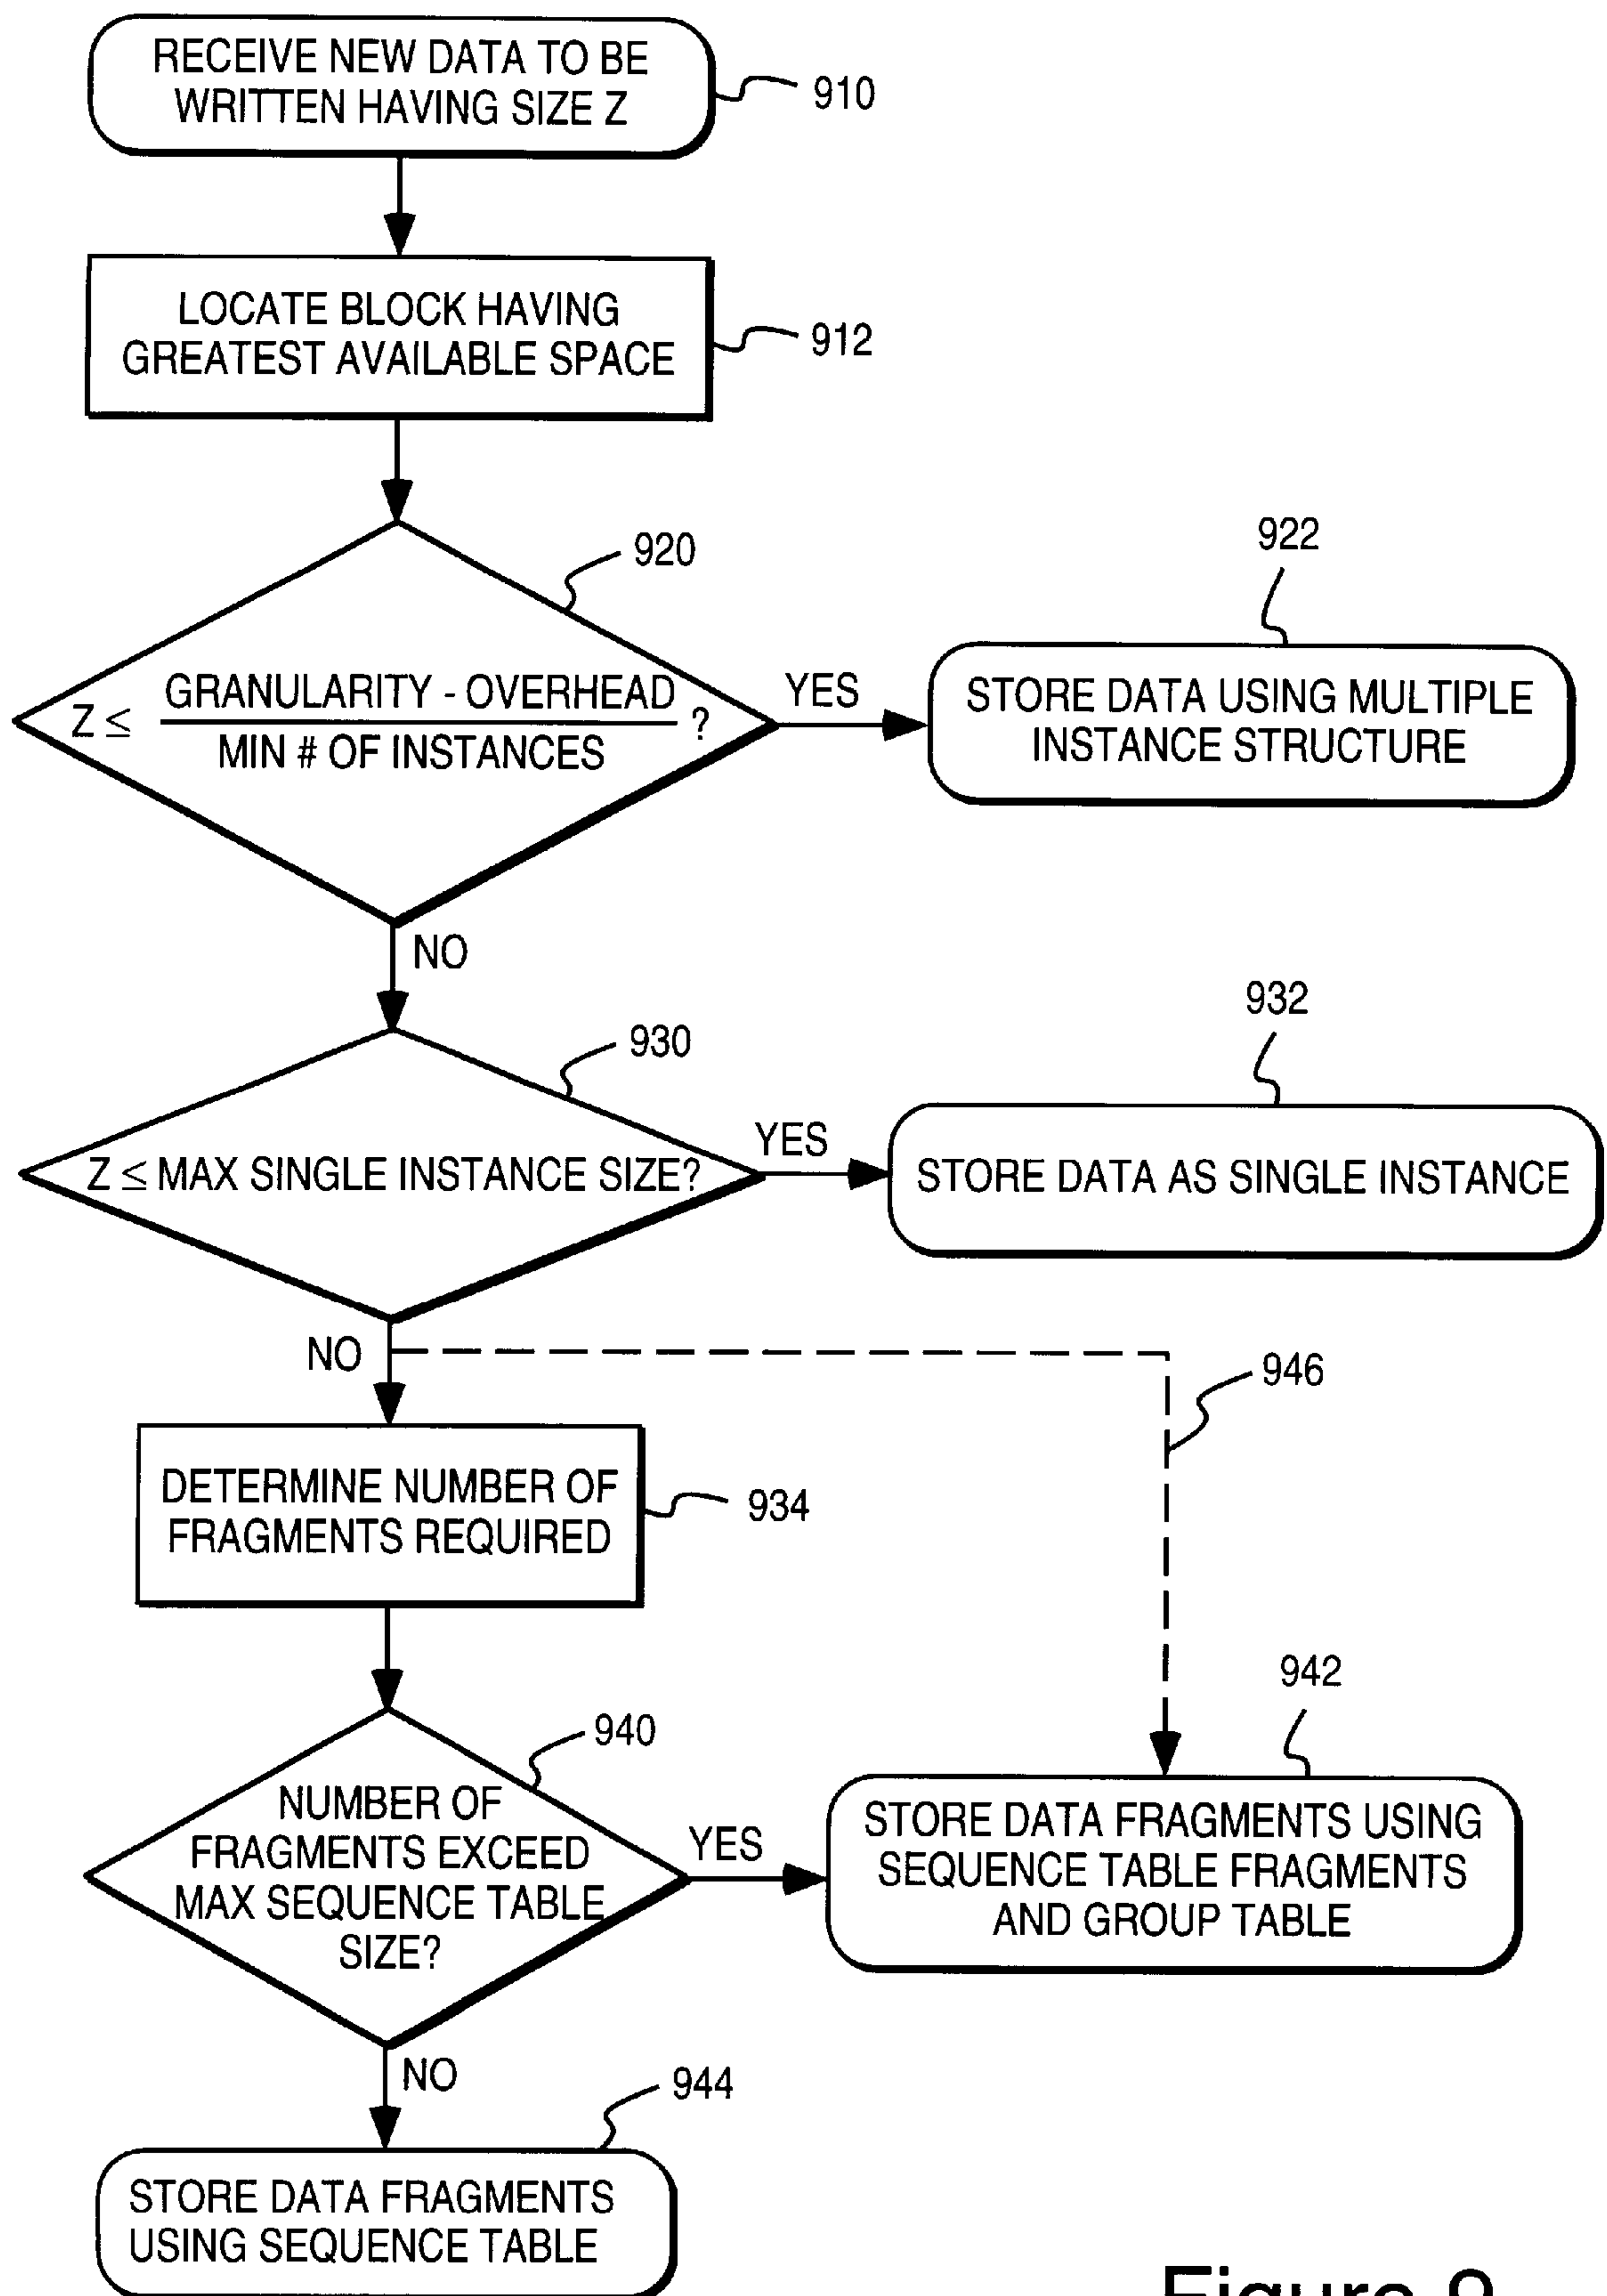 RECEIVE NEW DATA TO BE
WRITTEN HAVING SIZE Z
910
LOCATE BLOCK HAVING
GREATEST AVAILABLE SPACE
912
920
922
Z ≤ GRANULARITY - OVERHEAD ?
MIN # OF INSTANCES
YES
STORE DATA USING MULTIPLE
INSTANCE STRUCTURE
NO
930
932
Z ≤ MAX SINGLE INSTANCE SIZE?
YES
STORE DATA AS SINGLE INSTANCE
NO
946
DETERMINE NUMBER OF
FRAGMENTS REQUIRED
934
940
942
NUMBER OF
FRAGMENTS EXCEED
MAX SEQUENCE TABLE
SIZE?
YES
STORE DATA FRAGMENTS USING
SEQUENCE TABLE FRAGMENTS
AND GROUP TABLE
NO
944
STORE DATA FRAGMENTS
USING SEQUENCE TABLE
Figure 9